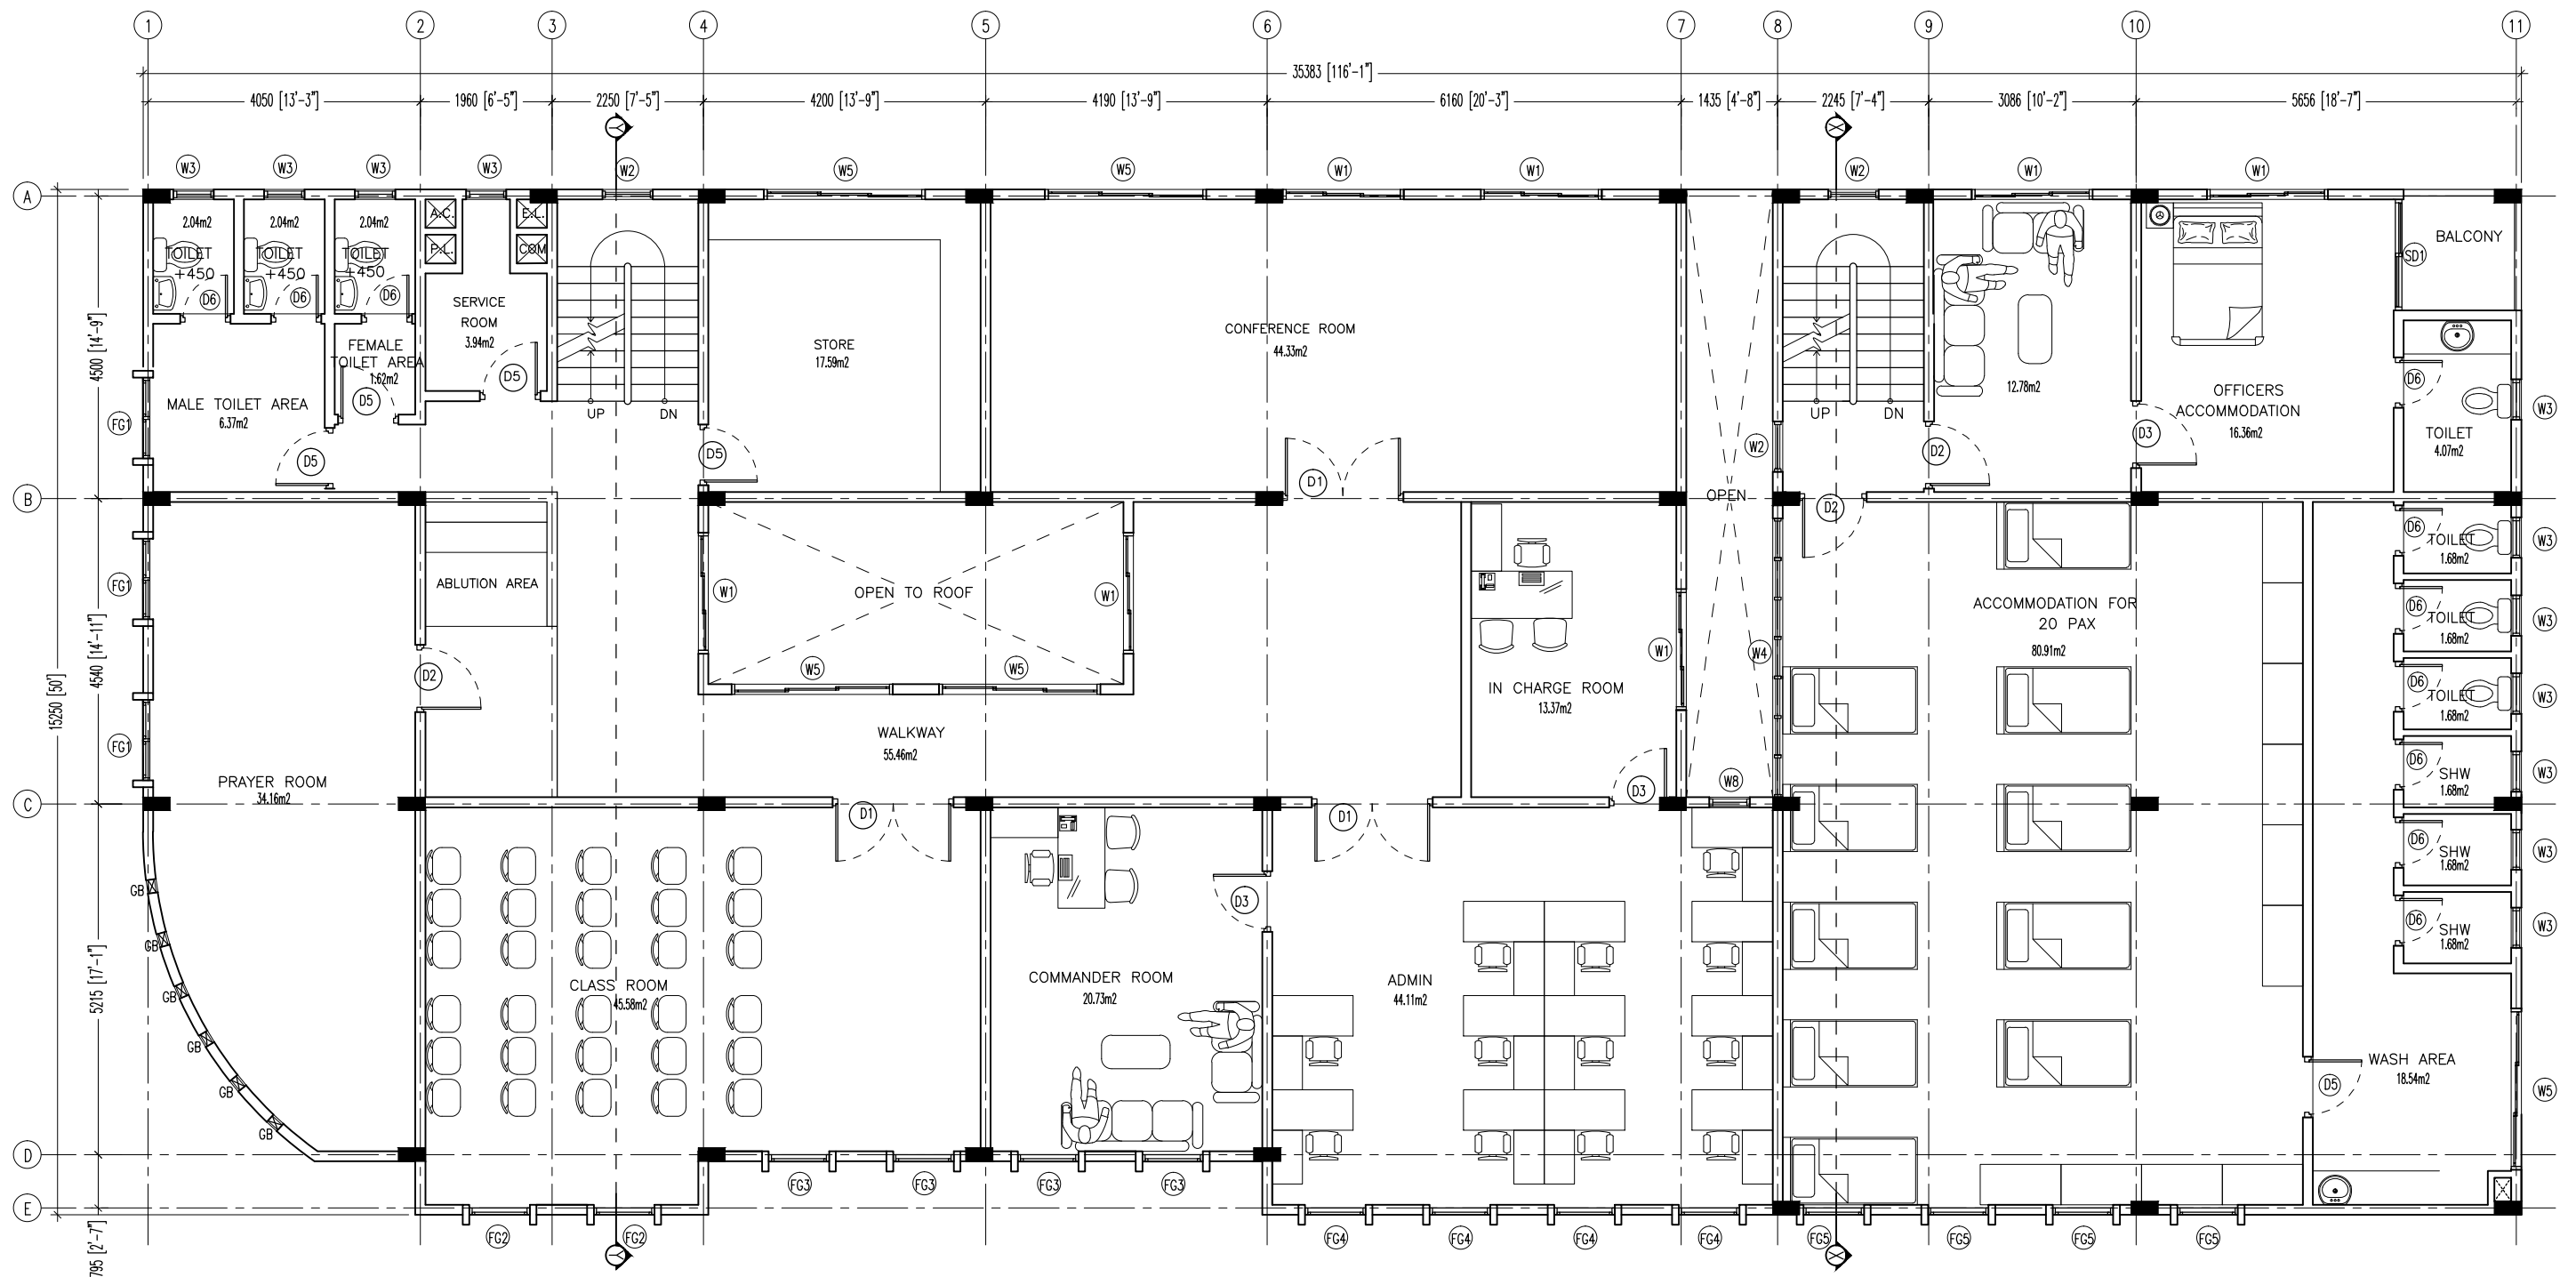 1 2 3 4 5 6 7 8 9 10 11
35383 [116'-1"]
4050 [13'-3"] 1960 [6'-5"] 2250 [7'-5"] 4200 [13'-9"] 4190 [13'-9"] 6160 [20'-3"] 1435 [4'-8"] 2245 [7'-4"] 3086 [10'-2"] 5656 [18'-7"]
Y X
W3 W3 W3 W3 W2 W5 W5 W1 W1 W2 W1 W1
A
2.04m2 2.04m2 2.04m2 A.C. E.L.
TOILET TOILET TOILET P.L. COM
+450 +450 +450
D6 D6 D6
BALCONY
SD1
SERVICE
ROOM
3.94m2
FEMALE
TOILET AREA
1.62m2
D5 D5
STORE
17.59m2
CONFERENCE ROOM
44.33m2
12.78m2
OFFICERS
ACCOMMODATION
16.36m2
D6
W3
MALE TOILET AREA
6.37m2
FG1
UP DN
UP DN
TOILET
4.07m2
4500 [14'-9"]
D5 D5 D1 W2 D2 D3
B
OPEN
D2
ABLUTION AREA
FG1
W1
OPEN TO ROOF
W1
W5 W5
4540 [14'-11"]
15250 [50']
D2
ACCOMMODATION FOR
20 PAX
80.91m2
W1 W4
IN CHARGE ROOM
13.37m2
D6 TOILET W3
1.68m2
D6 TOILET W3
1.68m2
D6 TOILET W3
1.68m2
WALKWAY
55.46m2
FG1
PRAYER ROOM
34.16m2
D6 SHW W3
1.68m2
D3 W8
C
D1 D1
D6 SHW W3
1.68m2
GB D3
D6 SHW W3
1.68m2
GB
GB
GB
GB
GB
5215 [17'-1"]
CLASS ROOM
45.58m2
COMMANDER ROOM
20.73m2
ADMIN
44.11m2
WASH AREA
18.54m2
D5 W5
D
FG3 FG3 FG3 FG3
E
795 [2'-7"]
FG2 FG2 FG4 FG4 FG4 FG4 FG5 FG5 FG5 FG5
Y X